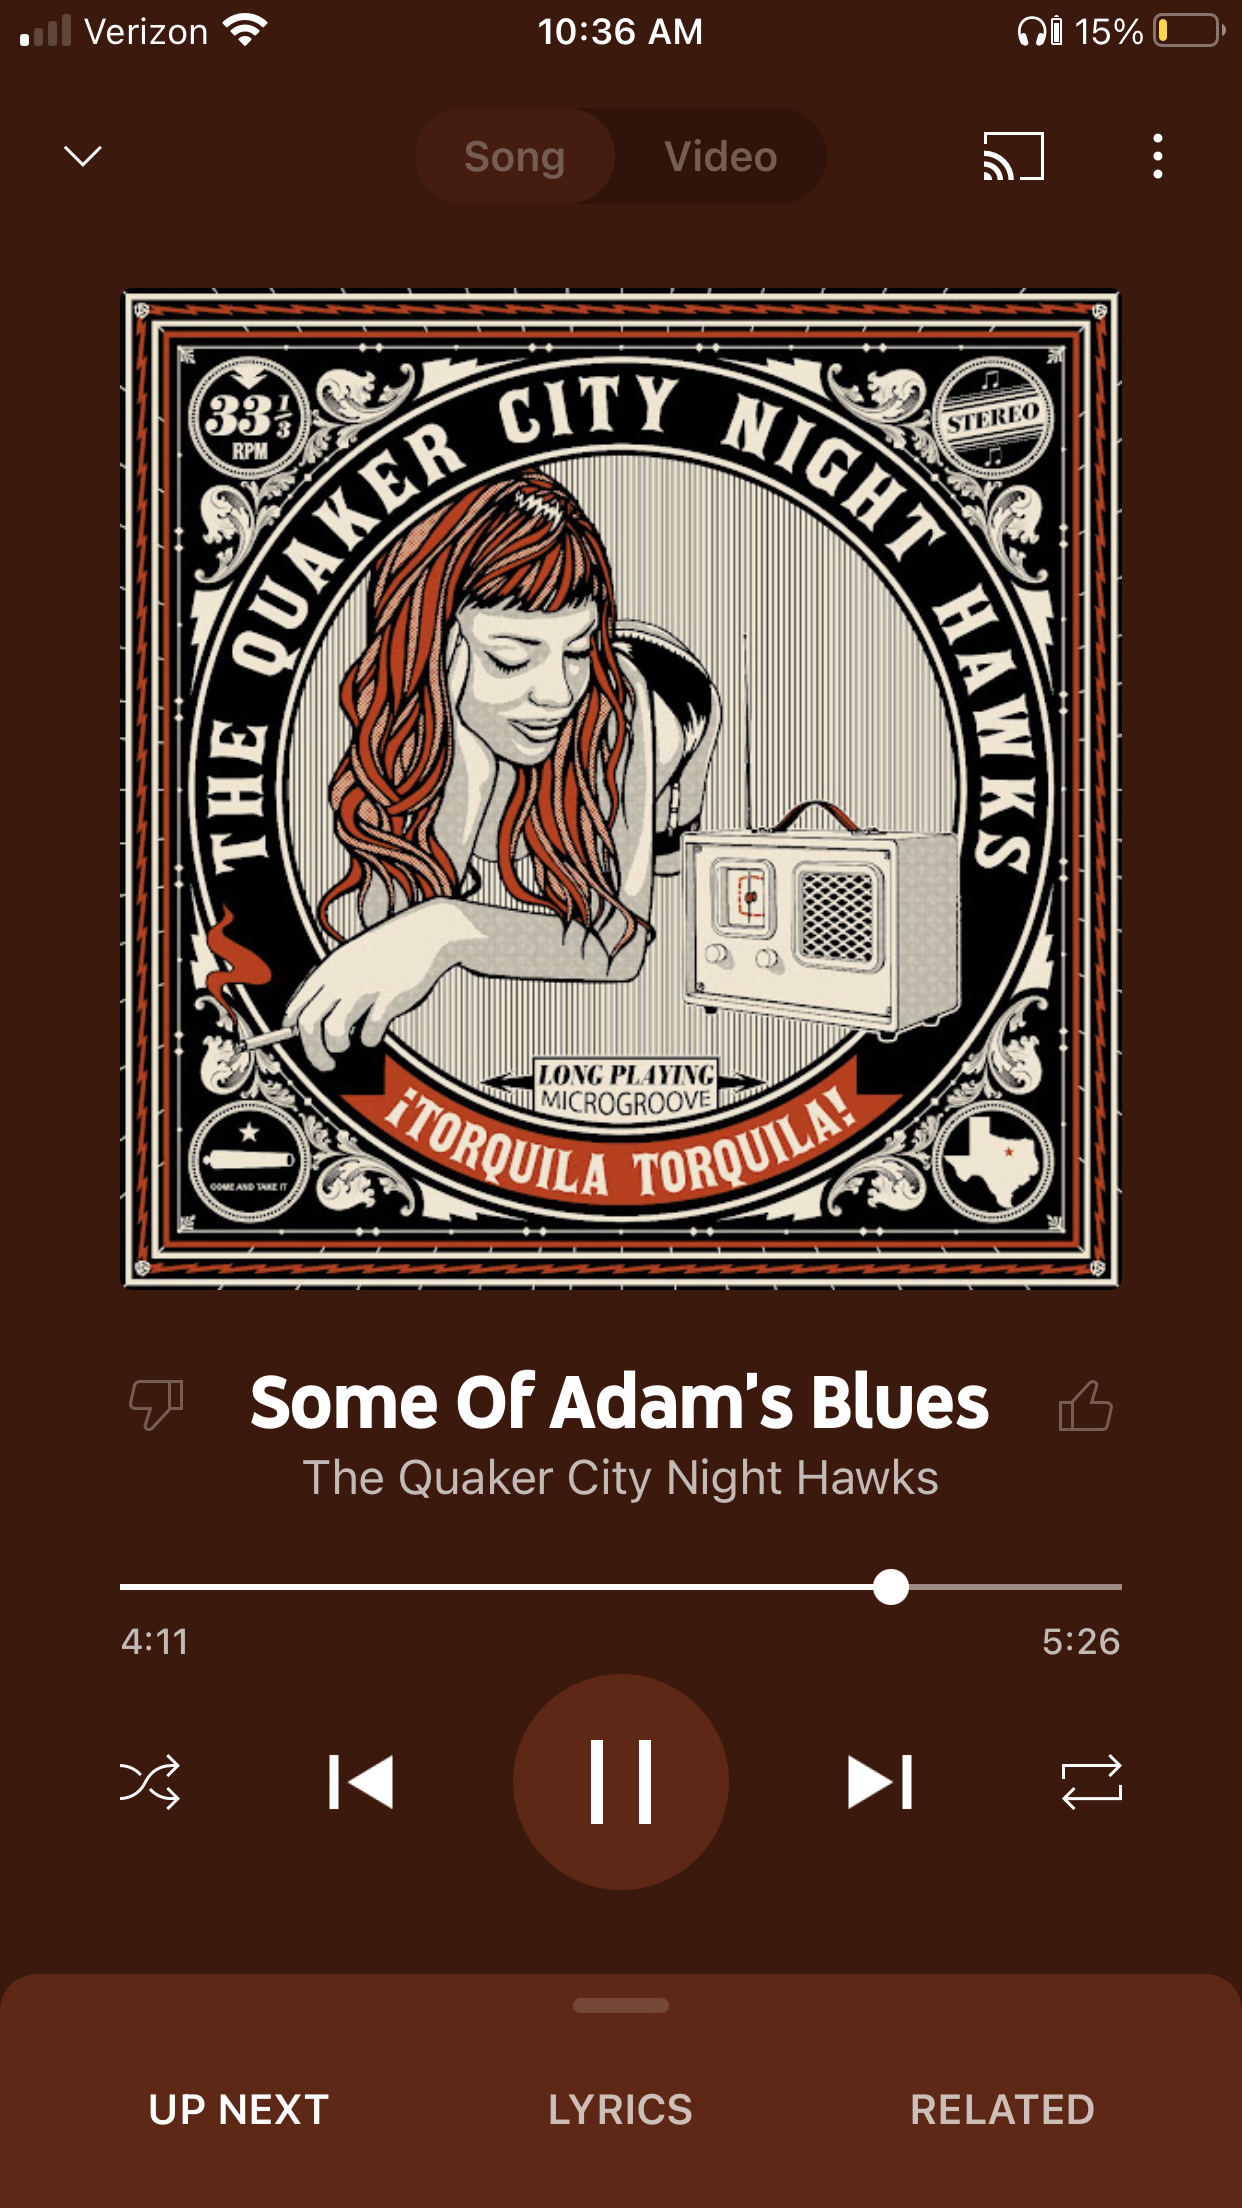 Verizon 10:36 AM 15%
Song Video
THE QUAKER CITY NIGHT HAWKS
33 1/3
RPM
STEREO
LONG PLAYING
MICROGROOVE
¡TORQUILA TORQUILA!
COME AND TAKE IT
Some Of Adam's Blues
The Quaker City Night Hawks
4:11 5:26
UP NEXT LYRICS RELATED